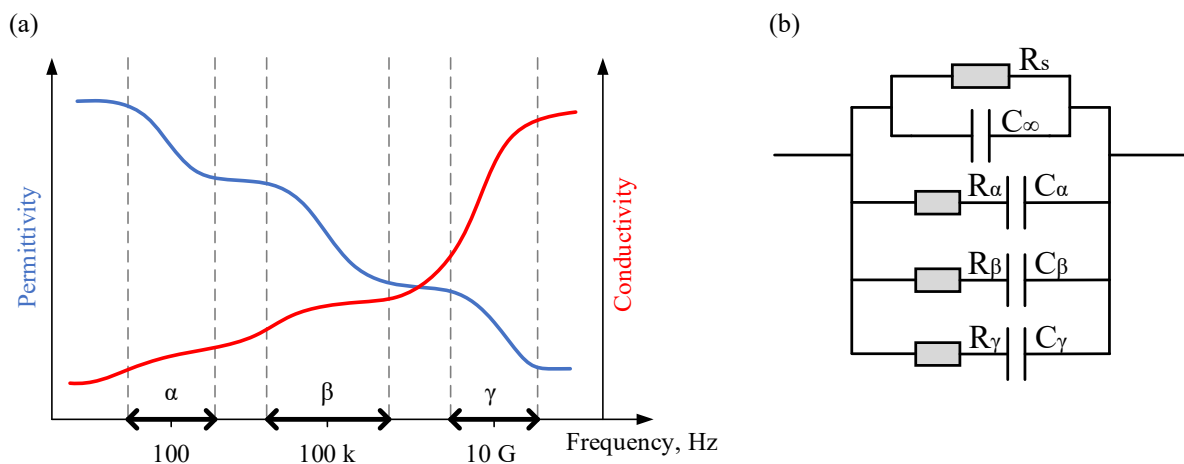 (a)
Permittivity
Conductivity
α
β
γ
100
100 k
10 G
Frequency, Hz
(b)
Rs
C∞
Rα
Cα
Rβ
Cβ
Rγ
Cγ